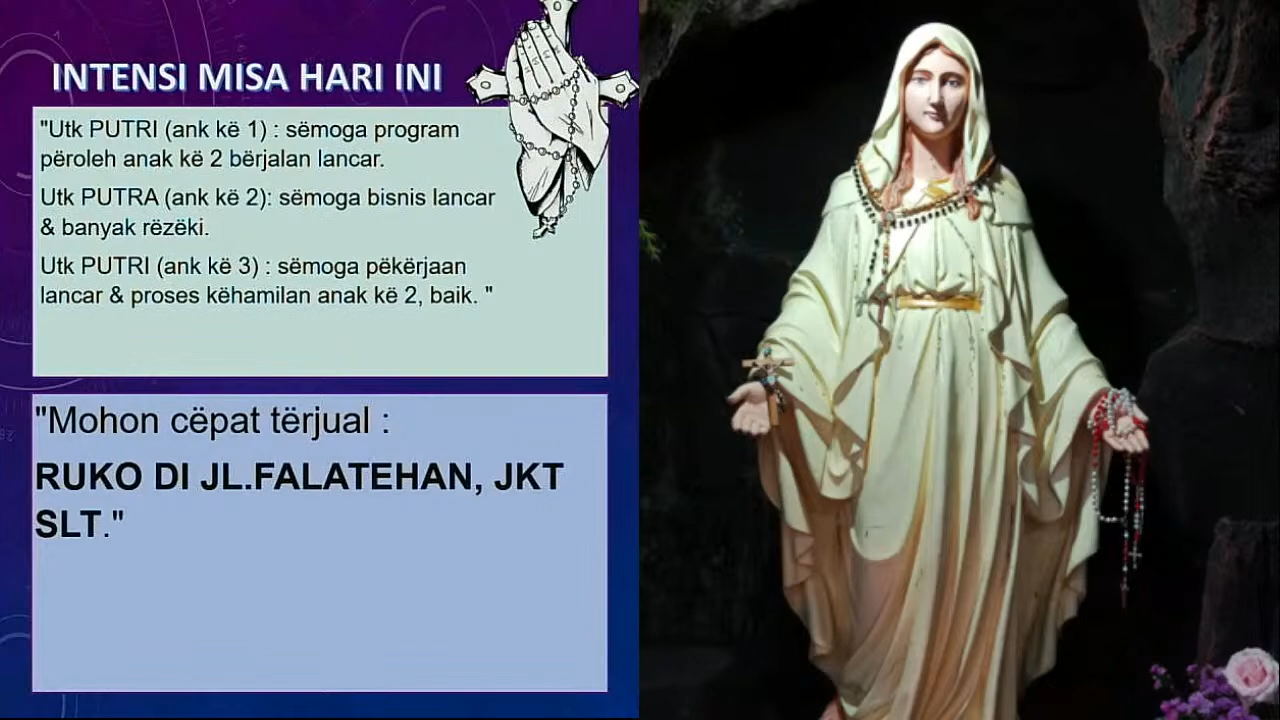 INTENSI MISA HARI INI
"Utk PUTRI (ank kë 1) : sëmoga program
përoleh anak kë 2 bërjalan lancar.
Utk PUTRA (ank kë 2): sëmoga bisnis lancar
& banyak rëzëki.
Utk PUTRI (ank kë 3) : sëmoga pëkërjaan
lancar & proses këhamilan anak kë 2, baik. "
"Mohon cëpat tërjual :
RUKO DI JL.FALATEHAN, JKT
SLT."